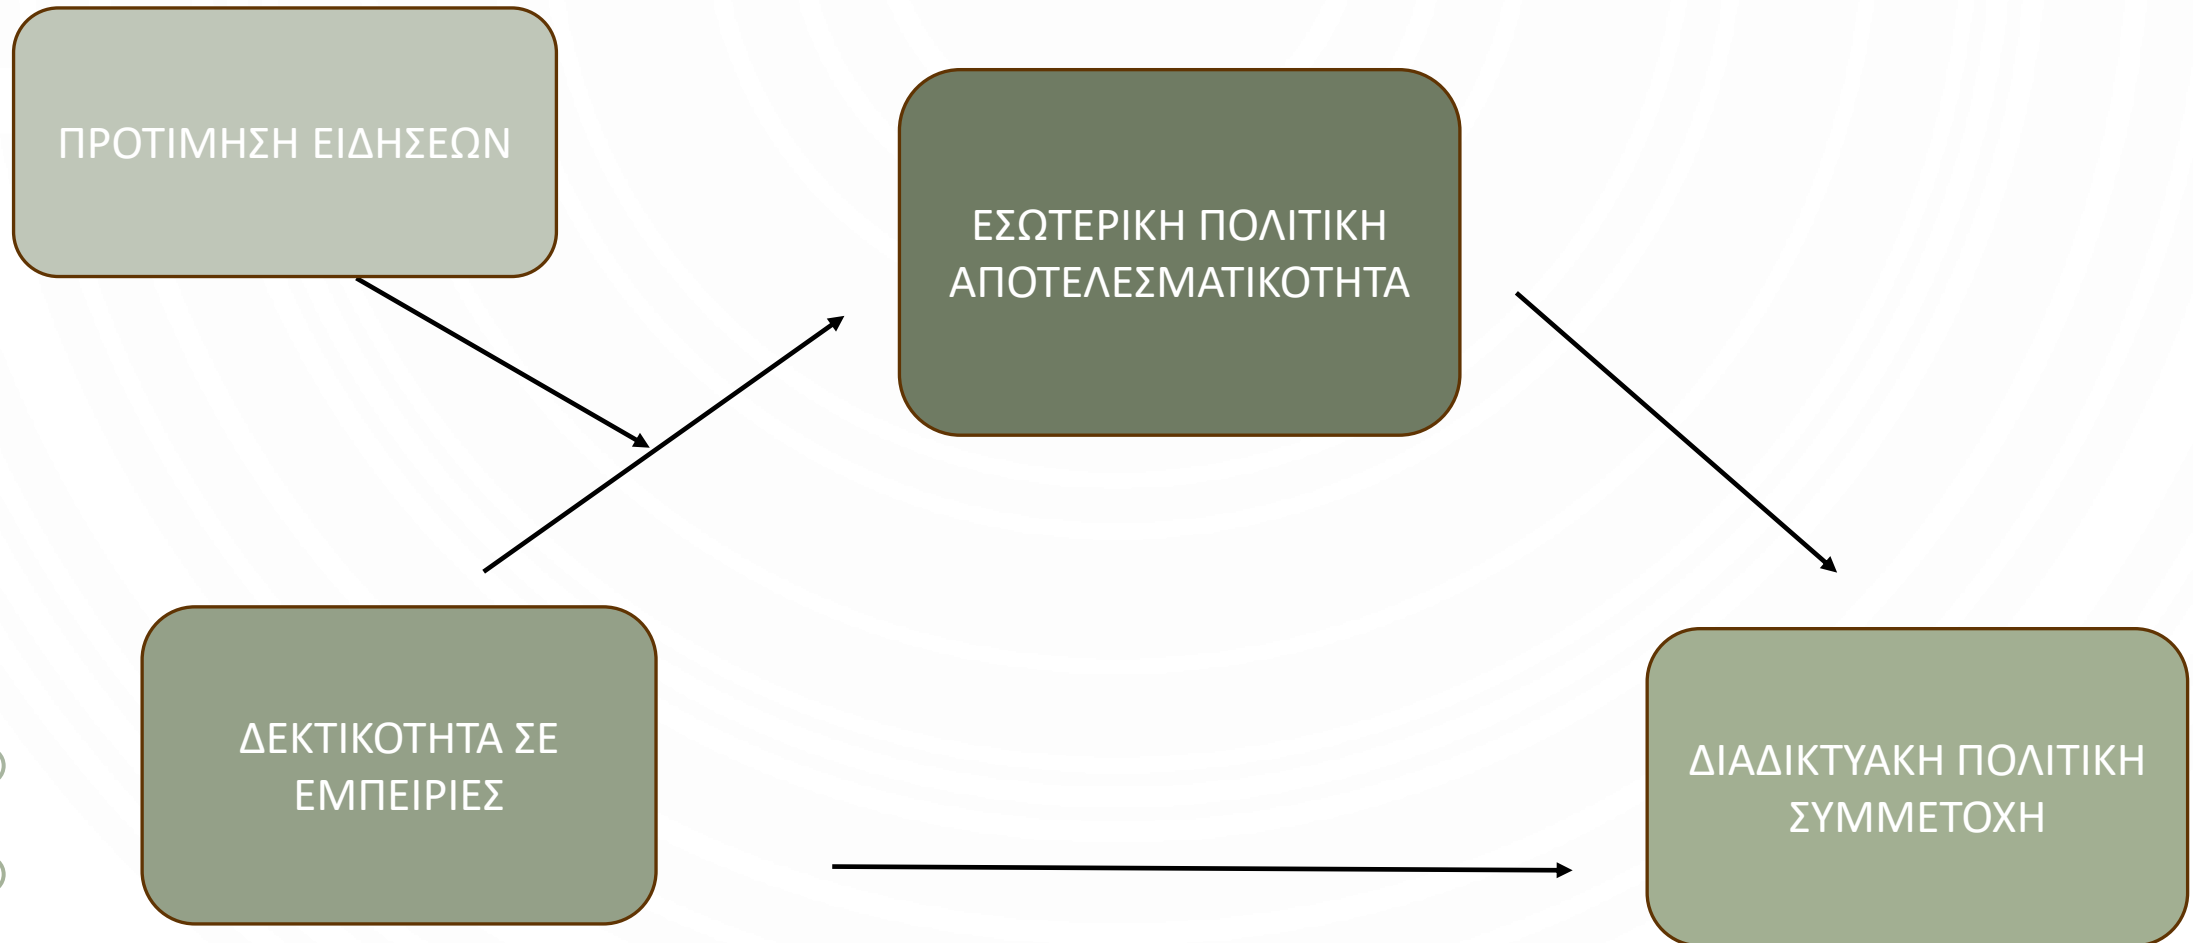 ΠΡΟΤΙΜΗΣΗ ΕΙΔΗΣΕΩΝ
ΕΣΩΤΕΡΙΚΗ ΠΟΛΙΤΙΚΗ
ΑΠΟΤΕΛΕΣΜΑΤΙΚΟΤΗΤΑ
ΔΕΚΤΙΚΟΤΗΤΑ ΣΕ
ΕΜΠΕΙΡΙΕΣ
ΔΙΑΔΙΚΤΥΑΚΗ ΠΟΛΙΤΙΚΗ
ΣΥΜΜΕΤΟΧΗ